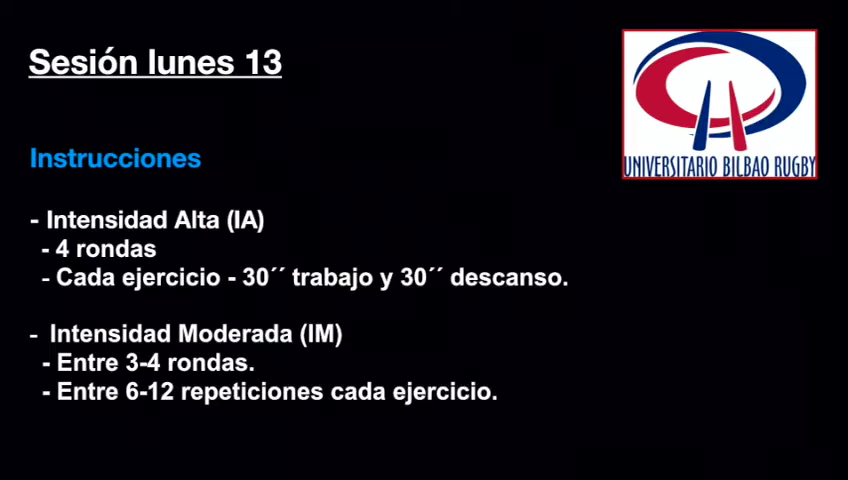 Sesión lunes 13
UNIVERSITARIO BILBAO RUGBY
Instrucciones
- Intensidad Alta (IA)
- 4 rondas
- Cada ejercicio - 30´´ trabajo y 30´´ descanso.
- Intensidad Moderada (IM)
- Entre 3-4 rondas.
- Entre 6-12 repeticiones cada ejercicio.